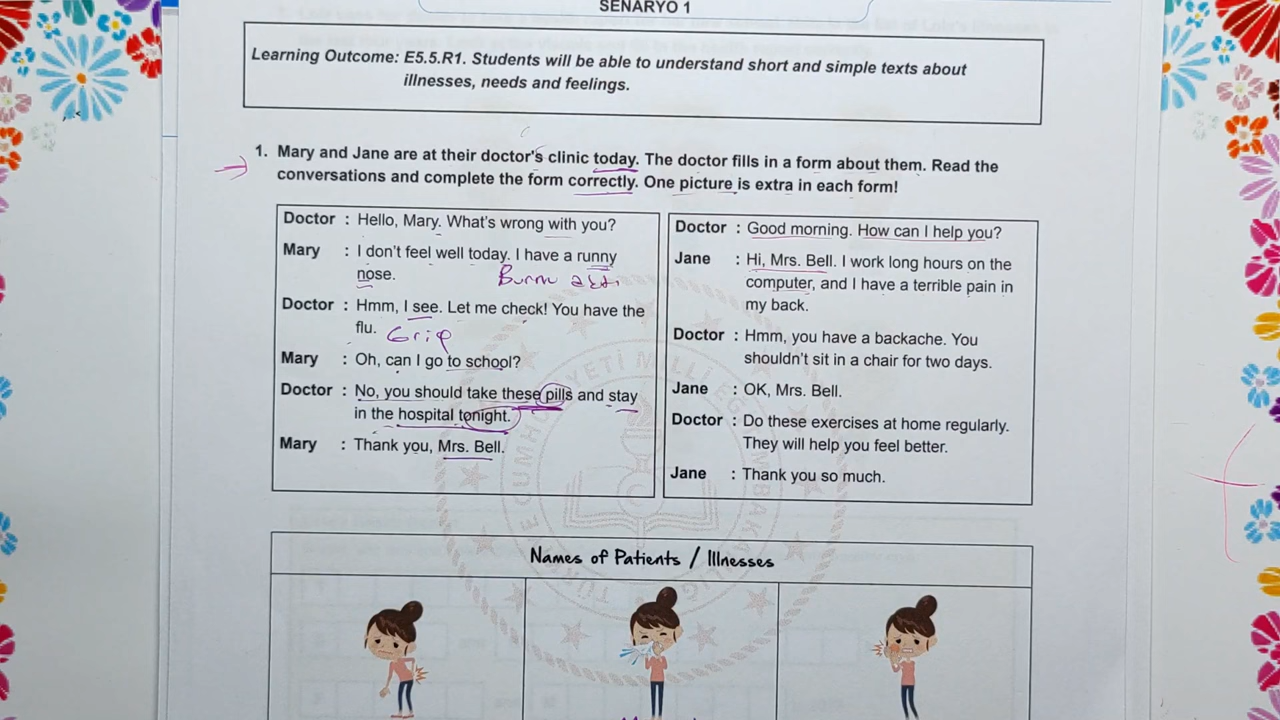 SENARYO 1
Learning Outcome: E5.5.R1. Students will be able to understand short and simple texts about
illnesses, needs and feelings.
1. Mary and Jane are at their doctor's clinic today. The doctor fills in a form about them. Read the
conversations and complete the form correctly. One picture is extra in each form!
Doctor : Hello, Mary. What's wrong with you?
Mary : I don't feel well today. I have a runny
nose.
Burnu
Doctor : Hmm, I see. Let me check! You have the
flu.
Grip
Mary : Oh, can I go to school?
Doctor : No, you should take these pills and stay
in the hospital tonight.
Mary : Thank you, Mrs. Bell.
Doctor : Good morning. How can I help you?
Jane : Hi, Mrs. Bell. I work long hours on the
computer, and I have a terrible pain in
my back.
Doctor : Hmm, you have a backache. You
shouldn't sit in a chair for two days.
Jane : OK, Mrs. Bell.
Doctor : Do these exercises at home regularly.
They will help you feel better.
Jane : Thank you so much.
Names of Patients / Illnesses